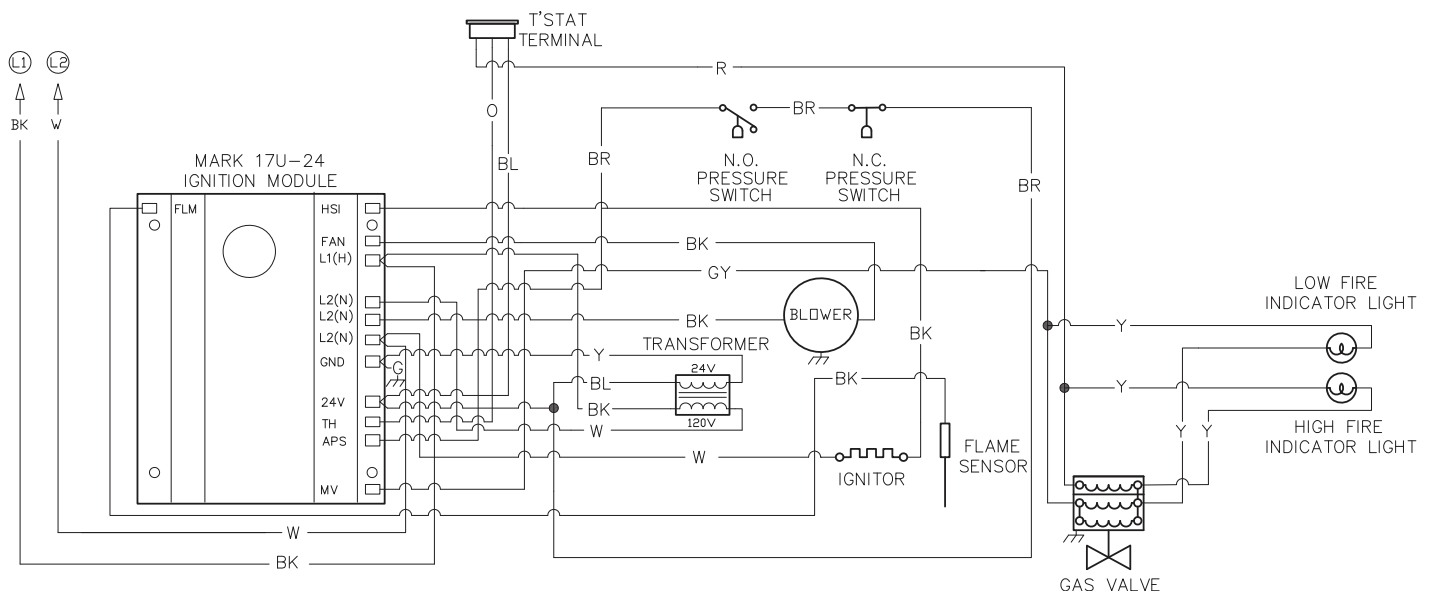 T'STAT
TERMINAL
L1
L2
R
BK
W
O
BR
BL
BR
BR
MARK 17U-24
IGNITION MODULE
N.O.
PRESSURE
SWITCH
N.C.
PRESSURE
SWITCH
FLM
HSI
FAN
L1(H)
L2(N)
L2(N)
L2(N)
GND
G
24V
TH
APS
MV
BK
GY
BK
BLOWER
BK
TRANSFORMER
Y
24V
BL
BK
120V
W
BK
W
IGNITOR
FLAME
SENSOR
LOW FIRE
INDICATOR LIGHT
Y
Y
Y
Y
HIGH FIRE
INDICATOR LIGHT
W
BK
GAS VALVE